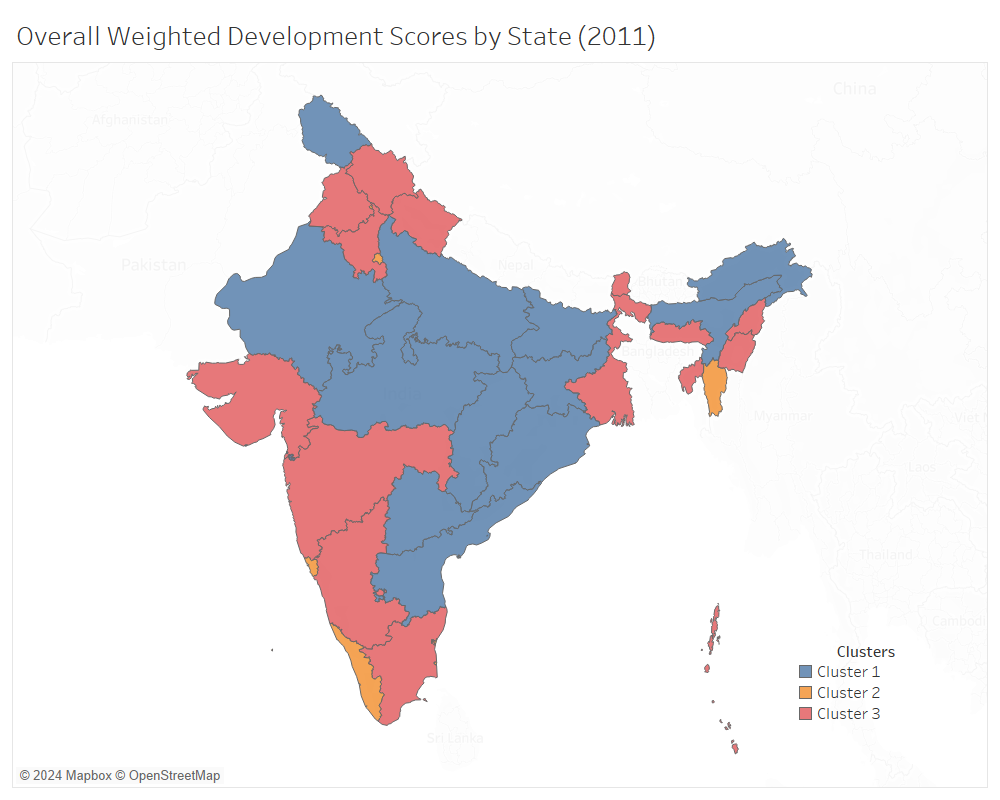 Overall Weighted Development Scores by State (2011)
China
Afghanistan
Pakistan
Nepal
Bhutan
Bangladesh
Myanmar
Laos
Thailand
Sri Lanka
Clusters
Cluster 1
Cluster 2
Cluster 3
© 2024 Mapbox © OpenStreetMap